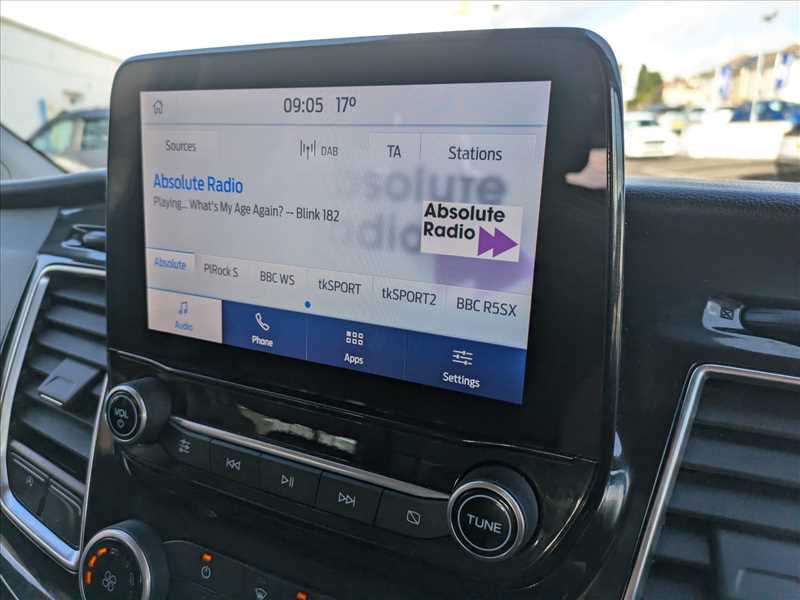 09:05 17°
Sources DAB TA Stations
Absolute Radio
Playing... What's My Age Again? -- Blink 182
Absolute
Radio
Absolute PlRock S BBC WS tkSPORT tkSPORT2 BBC R5SX
Audio Phone Apps Settings
VOL
TUNE